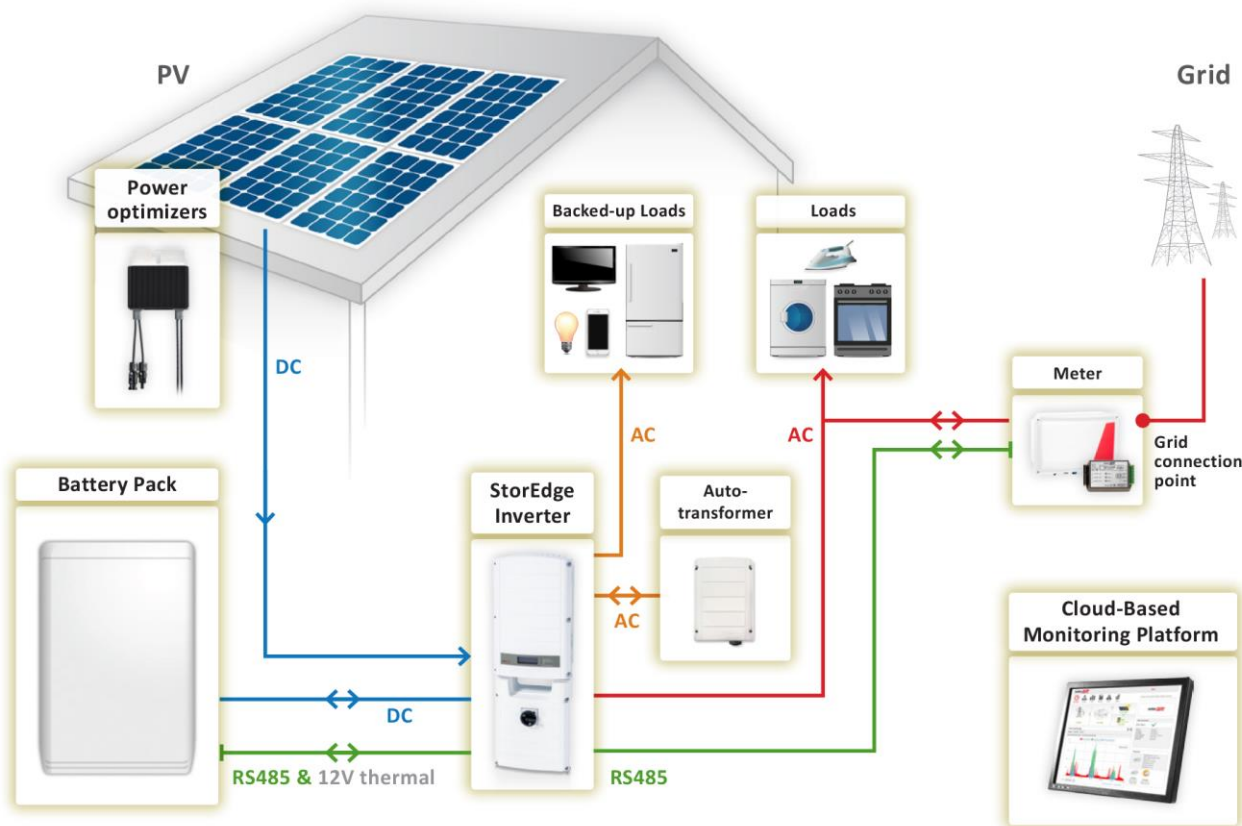 PV
Grid
Power
optimizers
Backed-up Loads
Loads
DC
Meter
AC
AC
Grid
connection
point
Battery Pack
StorEdge
Inverter
Auto-
transformer
AC
Cloud-Based
Monitoring Platform
DC
RS485 & 12V thermal
RS485